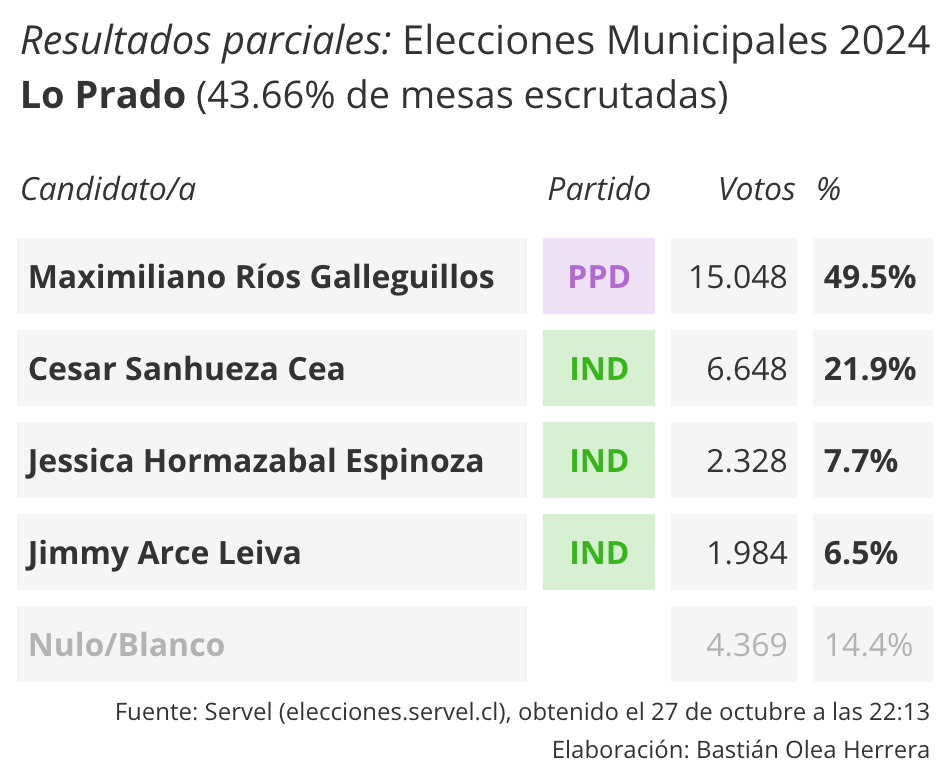 Resultados parciales: Elecciones Municipales 2024
Lo Prado (43.66% de mesas escrutadas)
Candidato/a Partido Votos %
Maximiliano Ríos Galleguillos PPD 15.048 49.5%
Cesar Sanhueza Cea IND 6.648 21.9%
Jessica Hormazabal Espinoza IND 2.328 7.7%
Jimmy Arce Leiva IND 1.984 6.5%
Nulo/Blanco 4.369 14.4%
Fuente: Servel (elecciones.servel.cl), obtenido el 27 de octubre a las 22:13
Elaboración: Bastián Olea Herrera